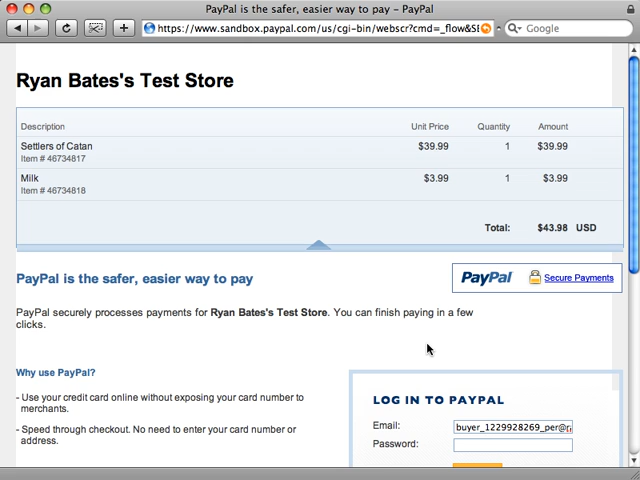 PayPal is the safer, easier way to pay – PayPal
https://www.sandbox.paypal.com/us/cgi-bin/webscr?cmd=_flow&SE
Google
Ryan Bates's Test Store
Description Unit Price Quantity Amount
Settlers of Catan $39.99 1 $39.99
Item # 46734817
Milk $3.99 1 $3.99
Item # 46734818
Total: $43.98 USD
PayPal is the safer, easier way to pay
PayPal Secure Payments
PayPal securely processes payments for Ryan Bates's Test Store. You can finish paying in a few
clicks.
Why use PayPal?
- Use your credit card online without exposing your card number to
merchants.
- Speed through checkout. No need to enter your card number or
address.
LOG IN TO PAYPAL
Email: buyer_1229928269_per@
Password: